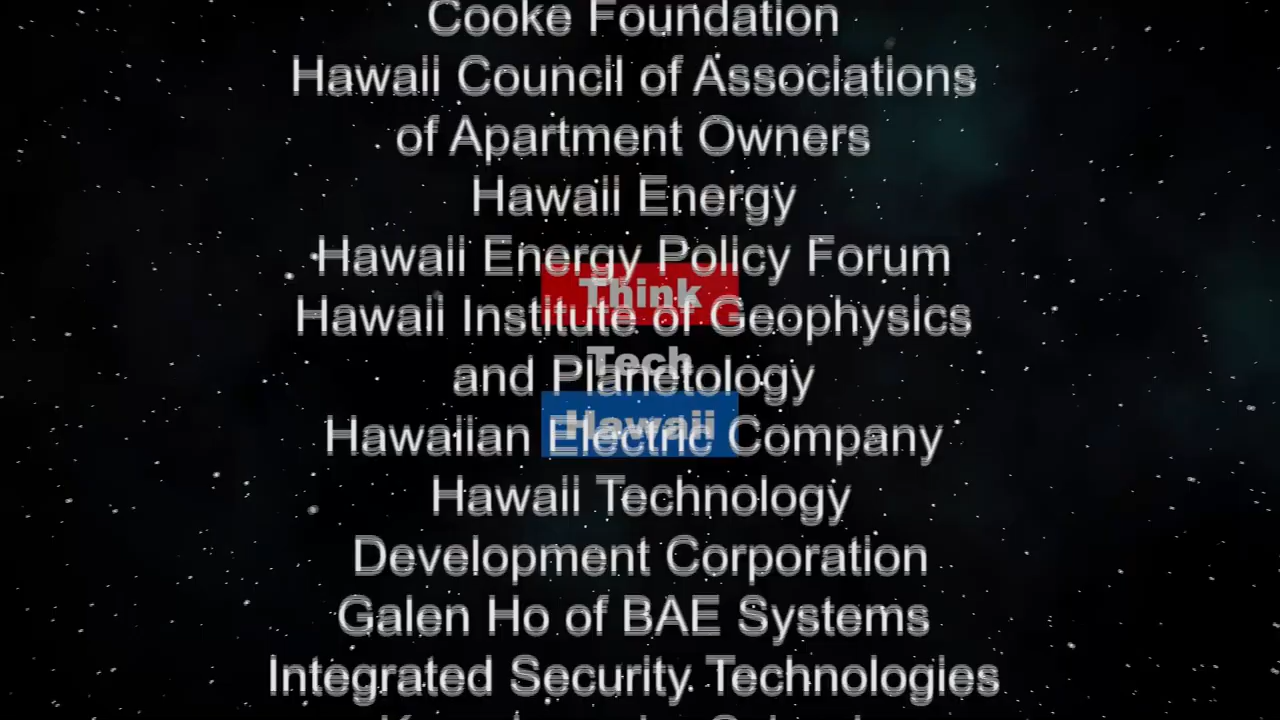 Cooke Foundation
Hawaii Council of Associations
of Apartment Owners
Hawaii Energy
Hawaii Energy Policy Forum
Think
Hawaii Institute of Geophysics
Tech
and Planetology
Hawaii
Hawaiian Electric Company
Hawaii Technology
Development Corporation
Galen Ho of BAE Systems
Integrated Security Technologies